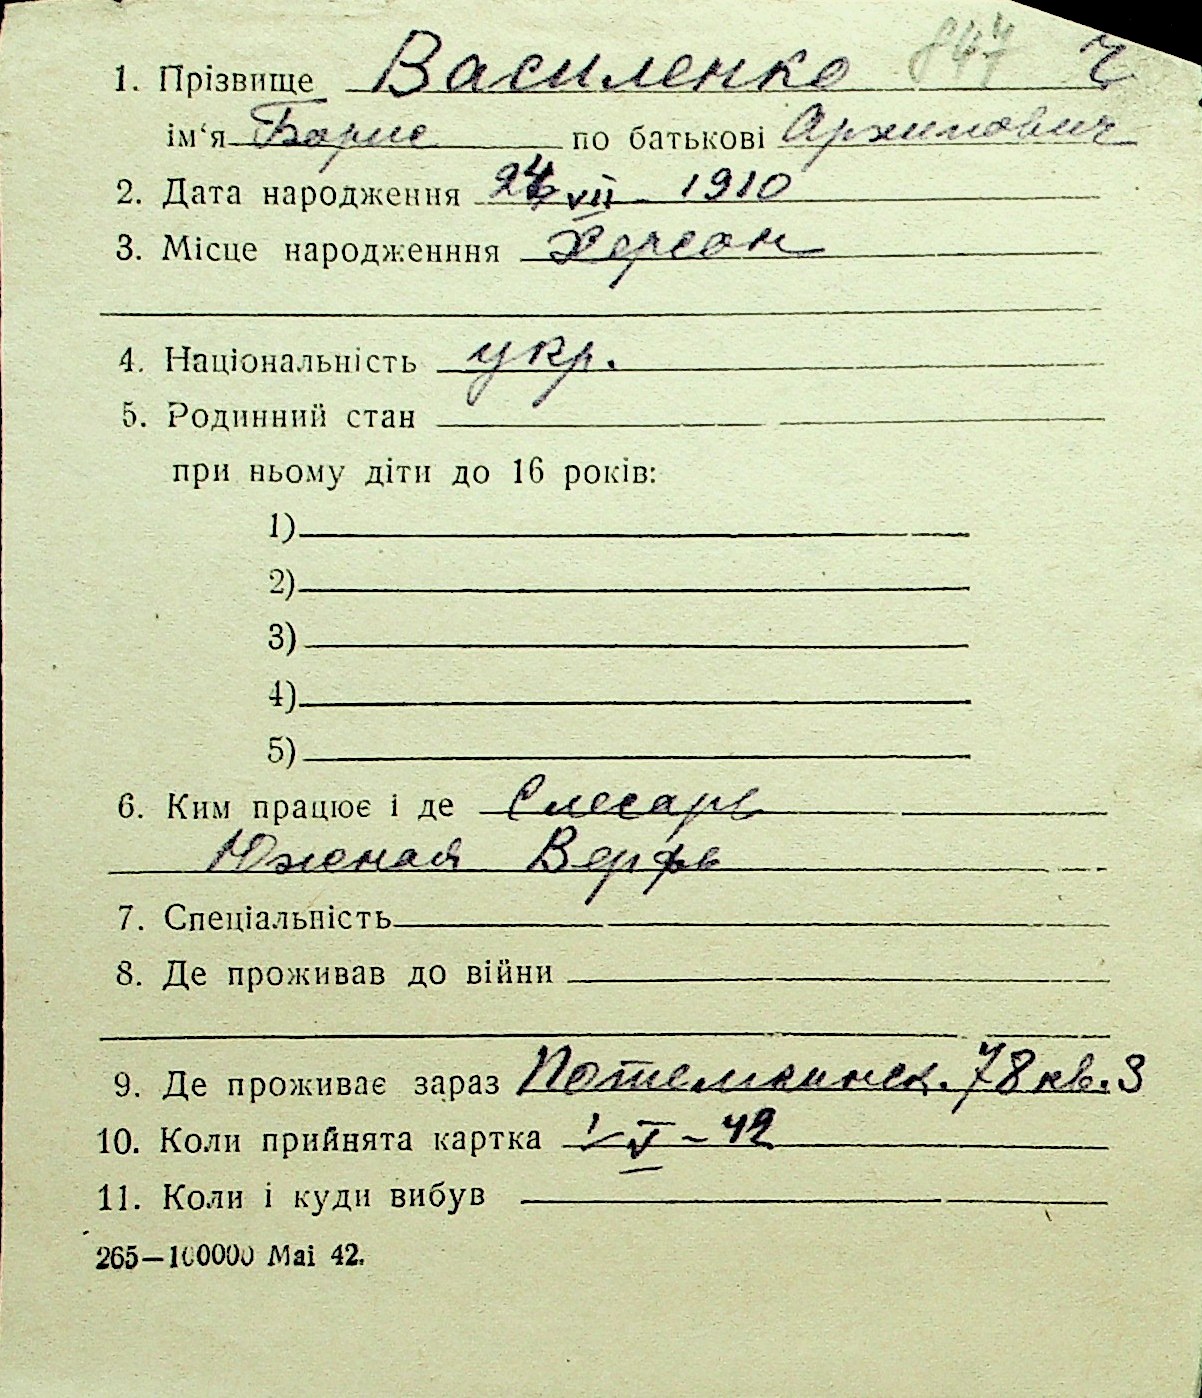 847 Ч
1. Прізвище Василенко
ім‘я Борис по батькові Архипович
2. Дата народження 24 VII - 1910
3. Місце народженння Херсон
4. Національність укр.
5. Родинний стан
при ньому діти до 16 років:
1)
2)
3)
4)
5)
6. Ким працює і де Слесарь
Южная Верфь
7. Спеціальність
8. Де проживав до війни
9. Де проживає зараз Потемкинск. 78 кв. 3
10. Коли прийнята картка 1/V - 42
11. Коли і куди вибув
265—100000 Mai 42.